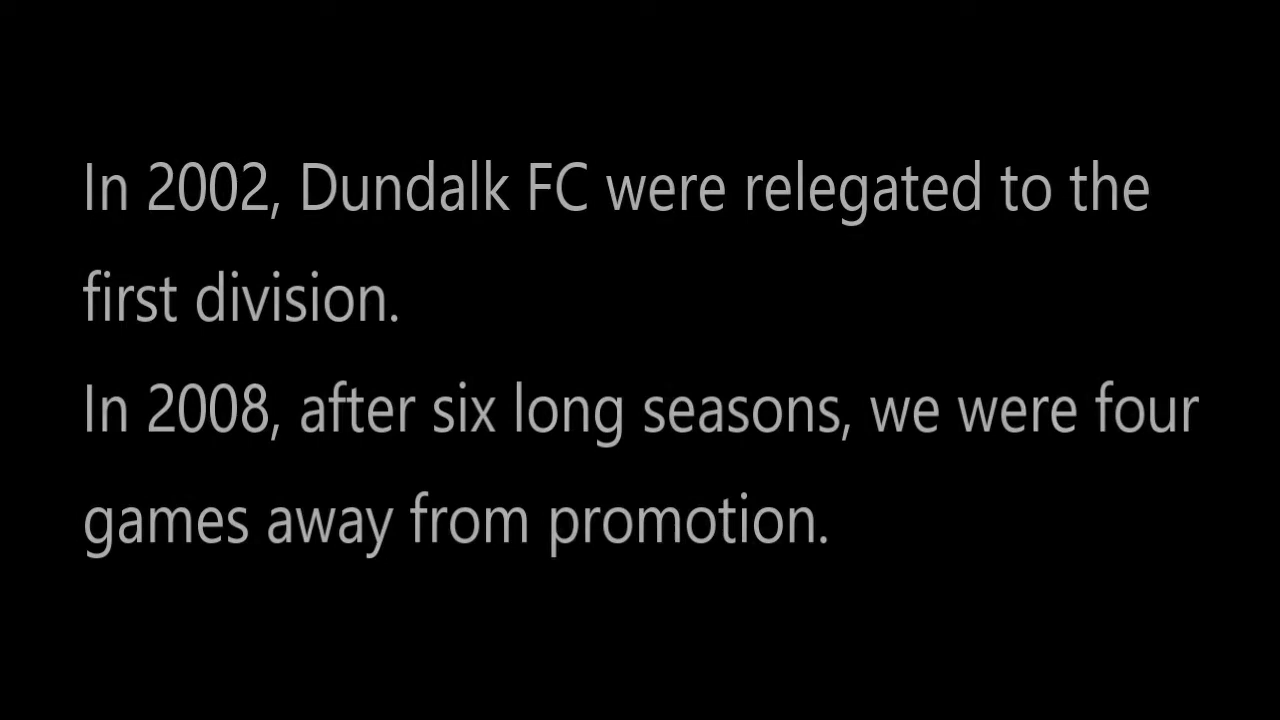 In 2002, Dundalk FC were relegated to the
first division.
In 2008, after six long seasons, we were four
games away from promotion.